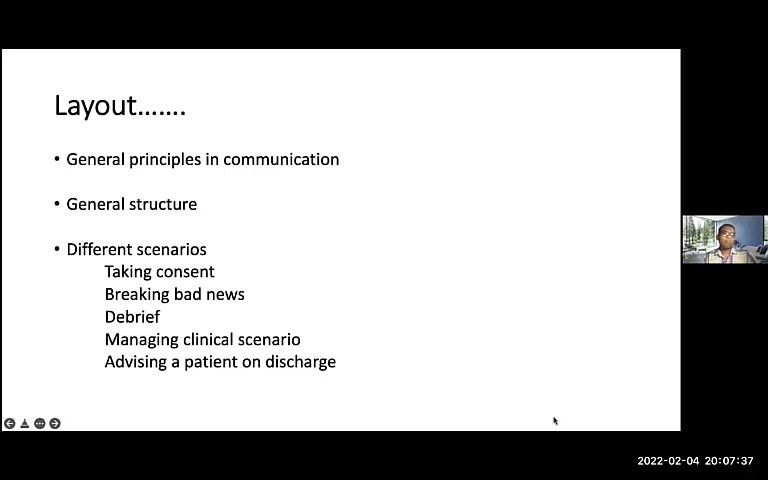 Layout.......
• General principles in communication
• General structure
• Different scenarios
Taking consent
Breaking bad news
Debrief
Managing clinical scenario
Advising a patient on discharge
2022-02-04 20:07:37